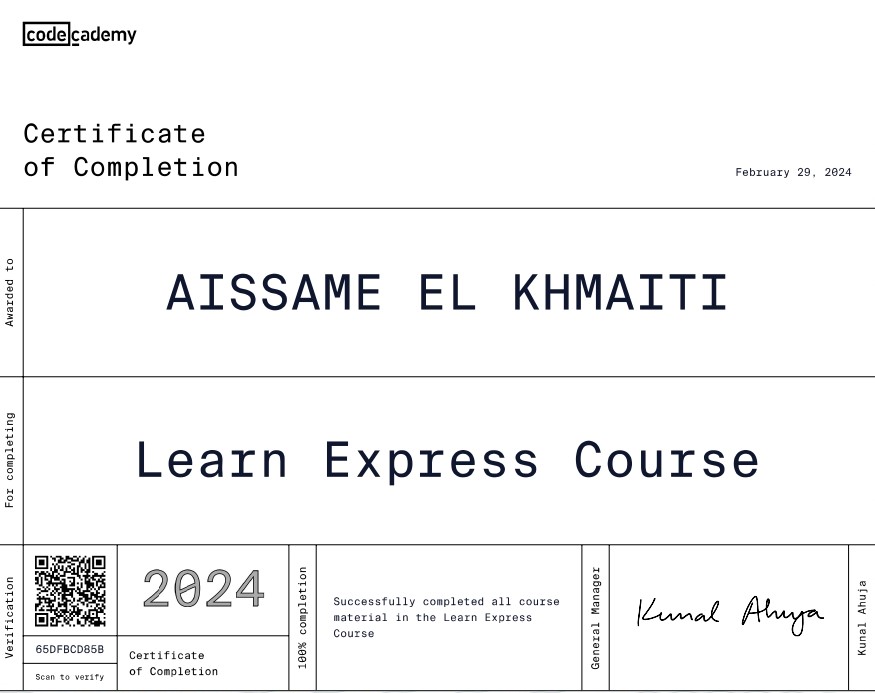 codecademy
Certificate
of Completion
February 29, 2024
Awarded to
AISSAME EL KHMAITI
For completing
Learn Express Course
Verification
65DFBCD85B
Scan to verify
2024
Certificate
of Completion
100% completion
Successfully completed all course
material in the Learn Express
Course
General Manager
Kunal Ahuja
Kunal Ahuja